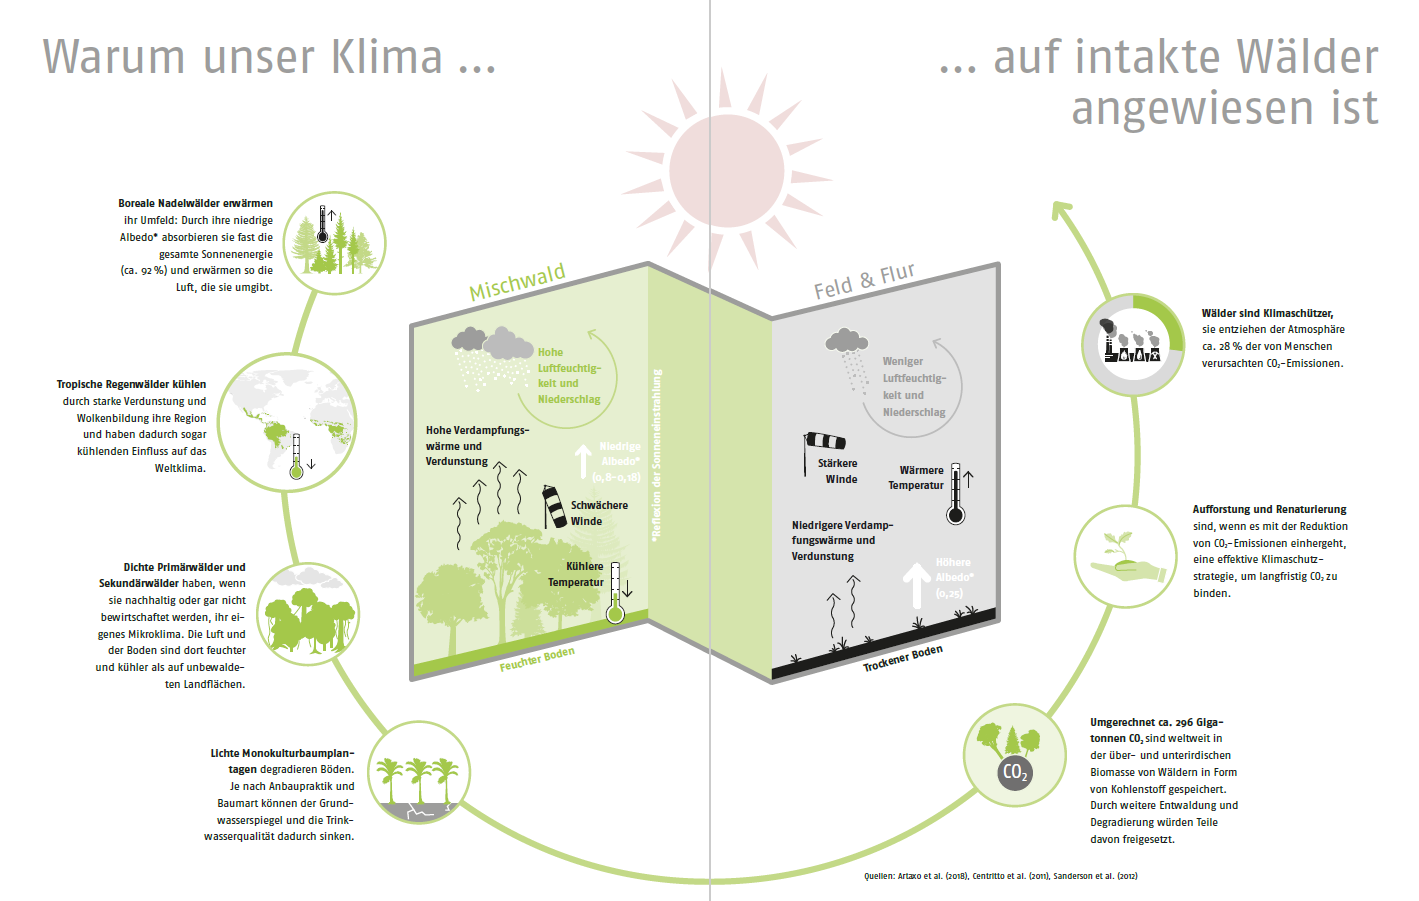 Warum unser Klima ...
... auf intakte Wälder
angewiesen ist
Boreale Nadelwälder erwärmen
ihr Umfeld: Durch ihre niedrige
Albedo* absorbieren sie fast die
gesamte Sonnenenergie
(ca. 92 %) und erwärmen so die
Luft, die sie umgibt.
Tropische Regenwälder kühlen
durch starke Verdunstung und
Wolkenbildung ihre Region
und haben dadurch sogar
kühlenden Einfluss auf das
Weltklima.
Dichte Primärwälder und
Sekundärwälder haben, wenn
sie nachhaltig oder gar nicht
bewirtschaftet werden, ihr ei-
genes Mikroklima. Die Luft und
der Boden sind dort feuchter
und kühler als auf unbewalde-
ten Landflächen.
Lichte Monokulturbaumplan-
tagen degradieren Böden.
Je nach Anbaupraktik und
Baumart können der Grund-
wasserspiegel und die Trink-
wasserqualität dadurch sinken.
Mischwald
Hohe
Luftfeuchtig-
keit und
Niederschlag
Hohe Verdampfungs-
wärme und
Verdunstung
Niedrige
Albedo*
(0,8–0,18)
Schwächere
Winde
Kühlere
Temperatur
Feuchter Boden
*Reflexion der Sonneneinstrahlung
Feld & Flur
Weniger
Luftfeuchtig-
keit und
Niederschlag
Stärkere
Winde
Wärmere
Temperatur
Niedrigere Verdamp-
fungswärme und
Verdunstung
Höhere
Albedo*
(0,25)
Trockener Boden
Wälder sind Klimaschützer,
sie entziehen der Atmosphäre
ca. 28 % der von Menschen
verursachten CO₂-Emissionen.
Aufforstung und Renaturierung
sind, wenn es mit der Reduktion
von CO₂-Emissionen einhergeht,
eine effektive Klimaschutz-
strategie, um langfristig CO₂ zu
binden.
CO₂
Umgerechnet ca. 296 Giga-
tonnen CO₂ sind weltweit in
der über- und unterirdischen
Biomasse von Wäldern in Form
von Kohlenstoff gespeichert.
Durch weitere Entwaldung und
Degradierung würden Teile
davon freigesetzt.
Quellen: Artaxo et al. (2018), Centritto et al. (2011), Sanderson et al. (2012)